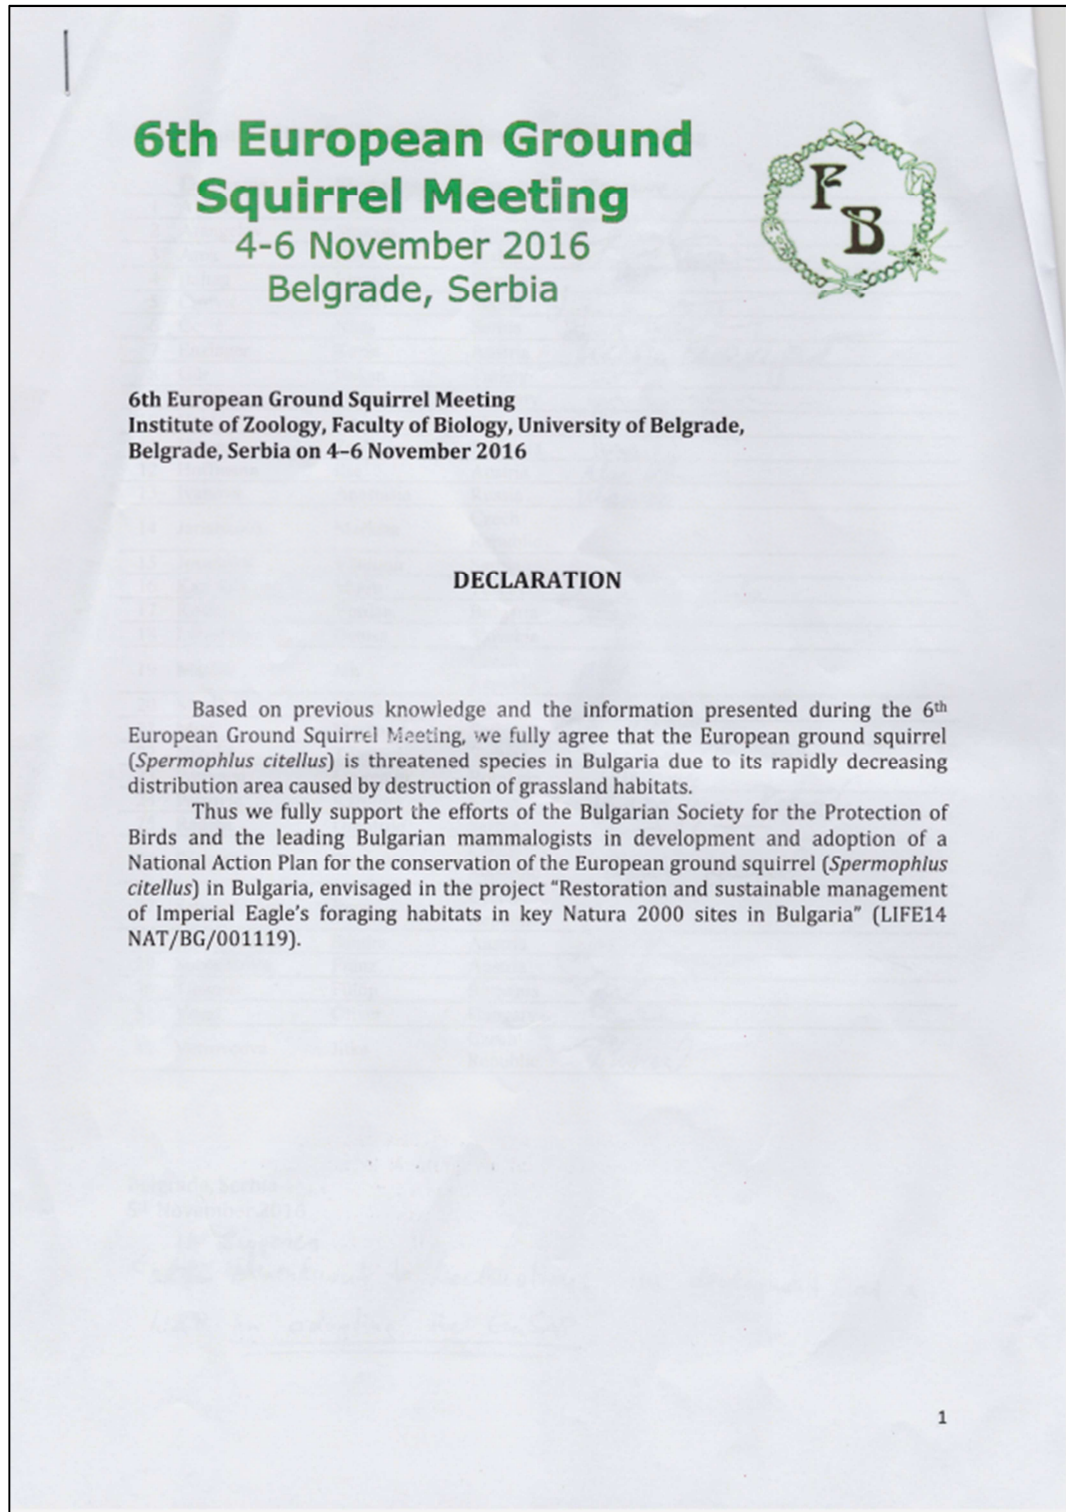 6th European Ground
Squirrel Meeting
4-6 November 2016
Belgrade, Serbia
F
B
6th European Ground Squirrel Meeting
Institute of Zoology, Faculty of Biology, University of Belgrade,
Belgrade, Serbia on 4–6 November 2016
DECLARATION
Based on previous knowledge and the information presented during the 6th
European Ground Squirrel Meeting, we fully agree that the European ground squirrel
(Spermophlus citellus) is threatened species in Bulgaria due to its rapidly decreasing
distribution area caused by destruction of grassland habitats.
Thus we fully support the efforts of the Bulgarian Society for the Protection of
Birds and the leading Bulgarian mammalogists in development and adoption of a
National Action Plan for the conservation of the European ground squirrel (Spermophlus
citellus) in Bulgaria, envisaged in the project “Restoration and sustainable management
of Imperial Eagle’s foraging habitats in key Natura 2000 sites in Bulgaria” (LIFE14
NAT/BG/001119).
1